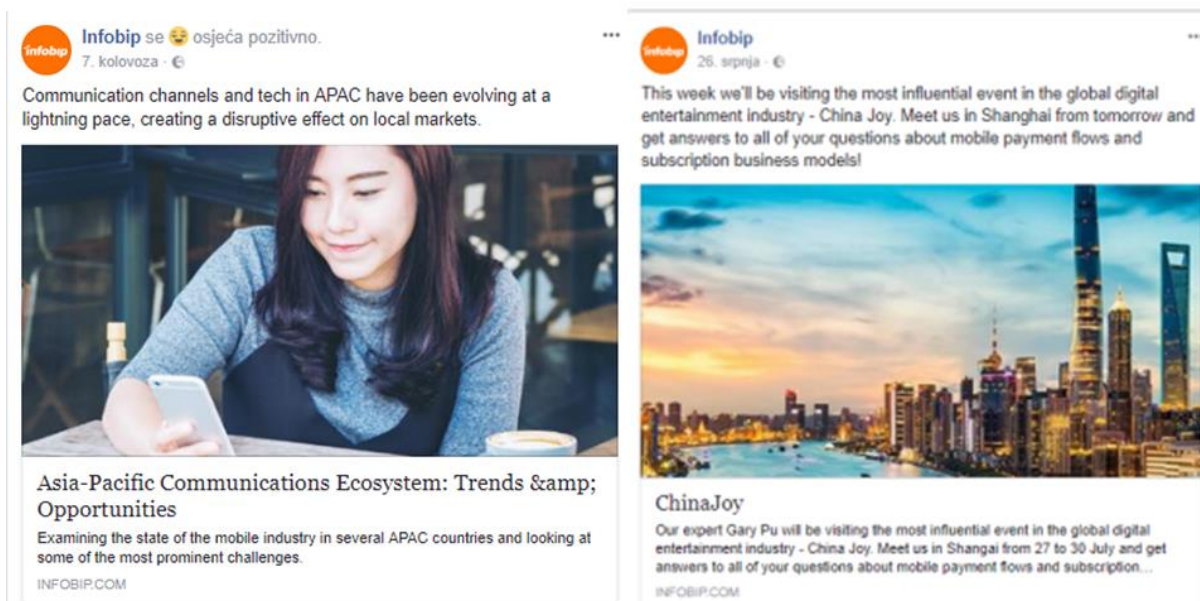 infobip
Infobip se 😄 osjeća pozitivno.
7. kolovoza ·
Communication channels and tech in APAC have been evolving at a
lightning pace, creating a disruptive effect on local markets.
Asia-Pacific Communications Ecosystem: Trends &amp;
Opportunities
Examining the state of the mobile industry in several APAC countries and looking at
some of the most prominent challenges.
INFOBIP.COM
infobip
Infobip
26. srpnja ·
This week we'll be visiting the most influential event in the global digital
entertainment industry - China Joy. Meet us in Shanghai from tomorrow and
get answers to all of your questions about mobile payment flows and
subscription business models!
ChinaJoy
Our expert Gary Pu will be visiting the most influential event in the global digital
entertainment industry - China Joy. Meet us in Shangai from 27 to 30 July and get
answers to all of your questions about mobile payment flows and subscription...
INFOBIP.COM